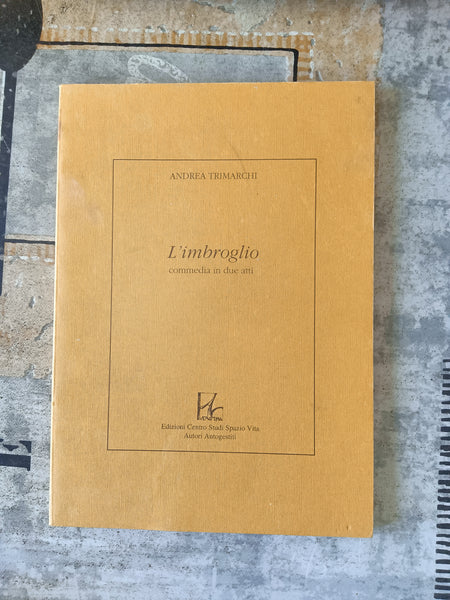 ANDREA TRIMARCHI
L'imbroglio
commedia in due atti
Edizioni Centro Studi Spazio Vita
Autori Autogestiti
E